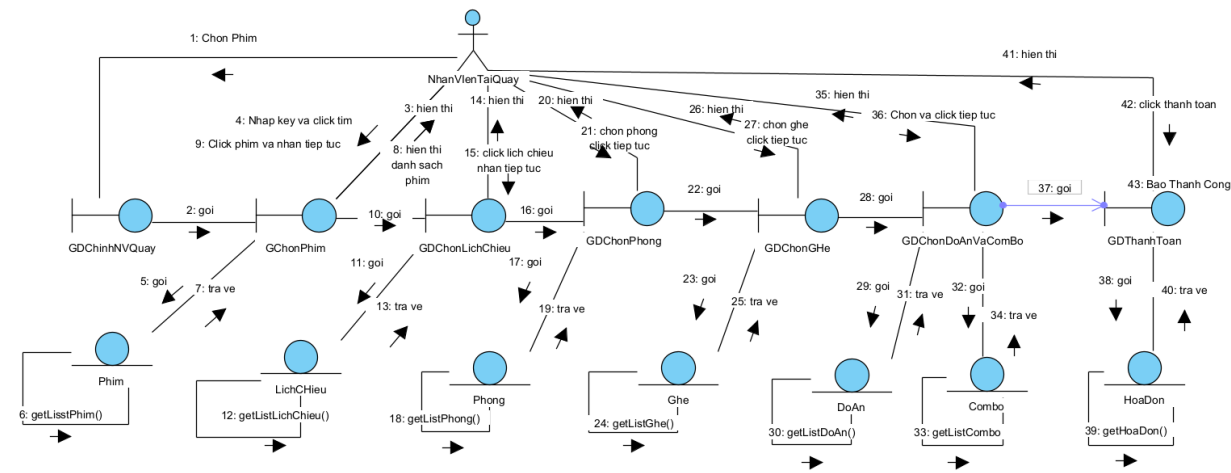 1: Chon Phim
NhanVIenTaiQuay
41: hien thi
3: hien thi
14: hien thi
20: hien thi
26: hien thi
35: hien thi
4: Nhap key va click tim
9: Click phim va nhan tiep tuc
8: hien thi
danh sach
phim
15: click lich chieu
nhan tiep tuc
21: chon phong
click tiep tuc
27: chon ghe
click tiep tuc
36: Chon va click tiep tuc
42: click thanh toan
2: goi
10: goi
16: goi
22: goi
28: goi
37: goi
43: Bao Thanh Cong
GDChinhNVQuay
GChonPhim
GDChonLichChieu
GDChonPhong
GDChonGHe
GDChonDoAnVaComBo
GDThanhToan
5: goi
7: tra ve
11: goi
13: tra ve
17: goi
19: tra ve
23: goi
25: tra ve
29: goi
31: tra ve
32: goi
34: tra ve
38: goi
40: tra ve
Phim
LichCHieu
Phong
Ghe
DoAn
Combo
HoaDon
6: getLisstPhim()
12: getListLichChieu()
18: getListPhong()
24: getListGhe()
30: getListDoAn()
33: getListCombo
39: getHoaDon()